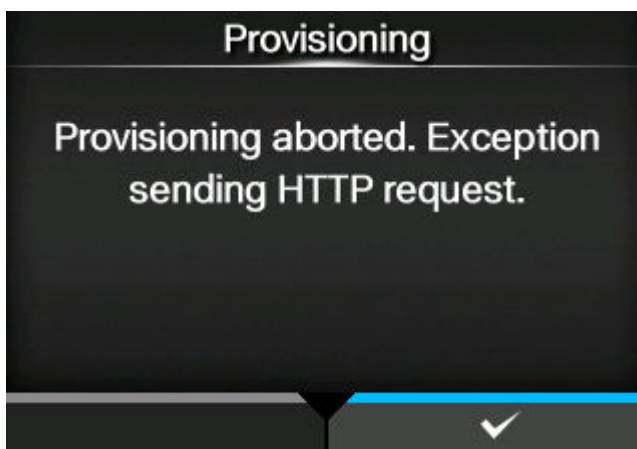 Provisioning
Provisioning aborted. Exception
sending HTTP request.